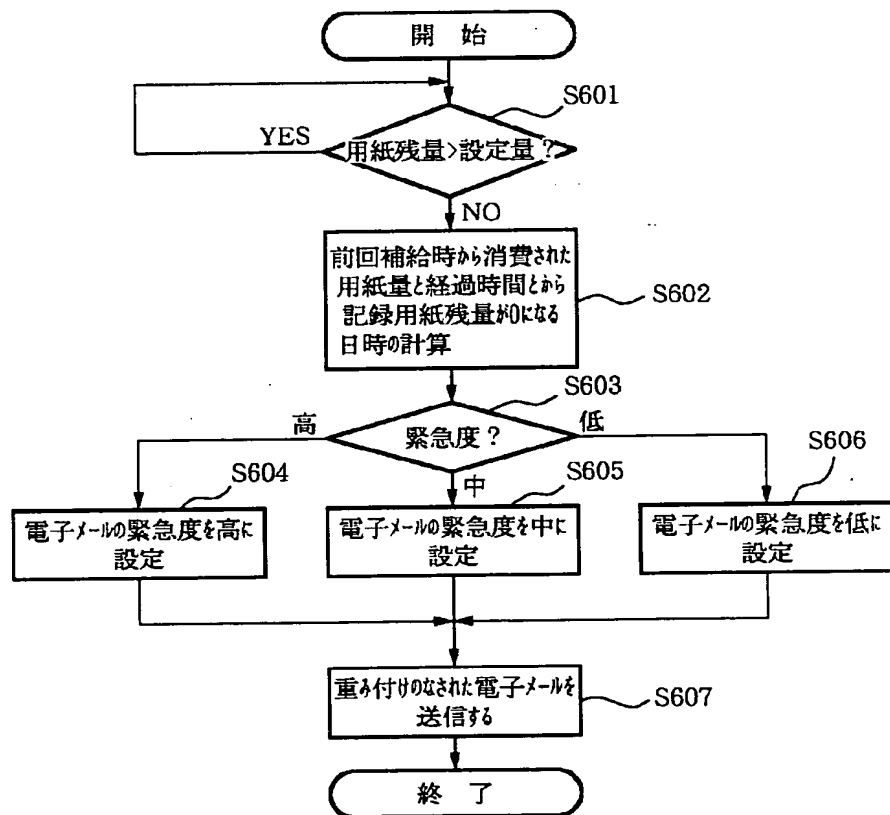 開 始
S601
YES
用紙残量>設定量?
NO
前回補給時から消費された
用紙量と経過時間とから
記録用紙残量が0になる
日時の計算
S602
S603
高
緊急度?
低
中
S604
S605
S606
電子メールの緊急度を高に
設定
電子メールの緊急度を中に
設定
電子メールの緊急度を低に
設定
重み付けのなされた電子メールを
送信する
S607
終 了